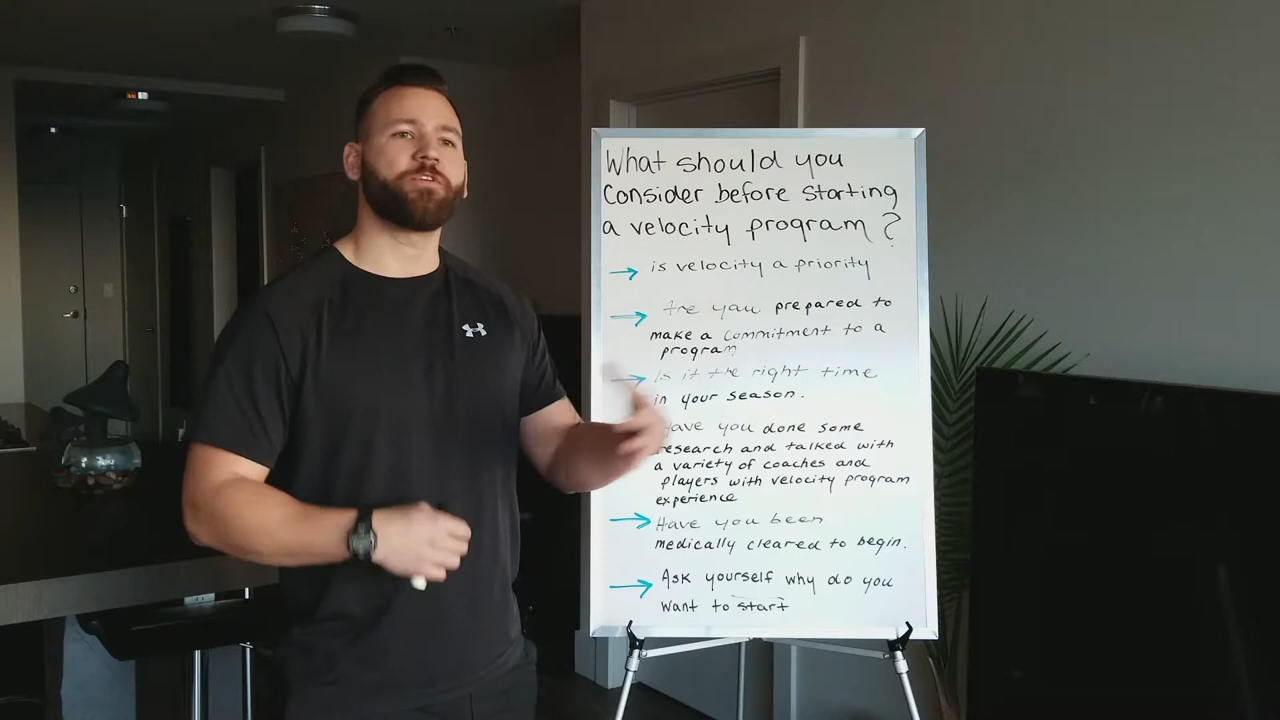 What should you
Consider before starting
a velocity program?
is velocity a priority
Are you prepared to
make a commitment to a
program
Is it the right time
in your season.
Have you done some
research and talked with
a variety of coaches and
players with velocity program
experience
Have you been
medically cleared to begin.
Ask yourself why do you
want to start